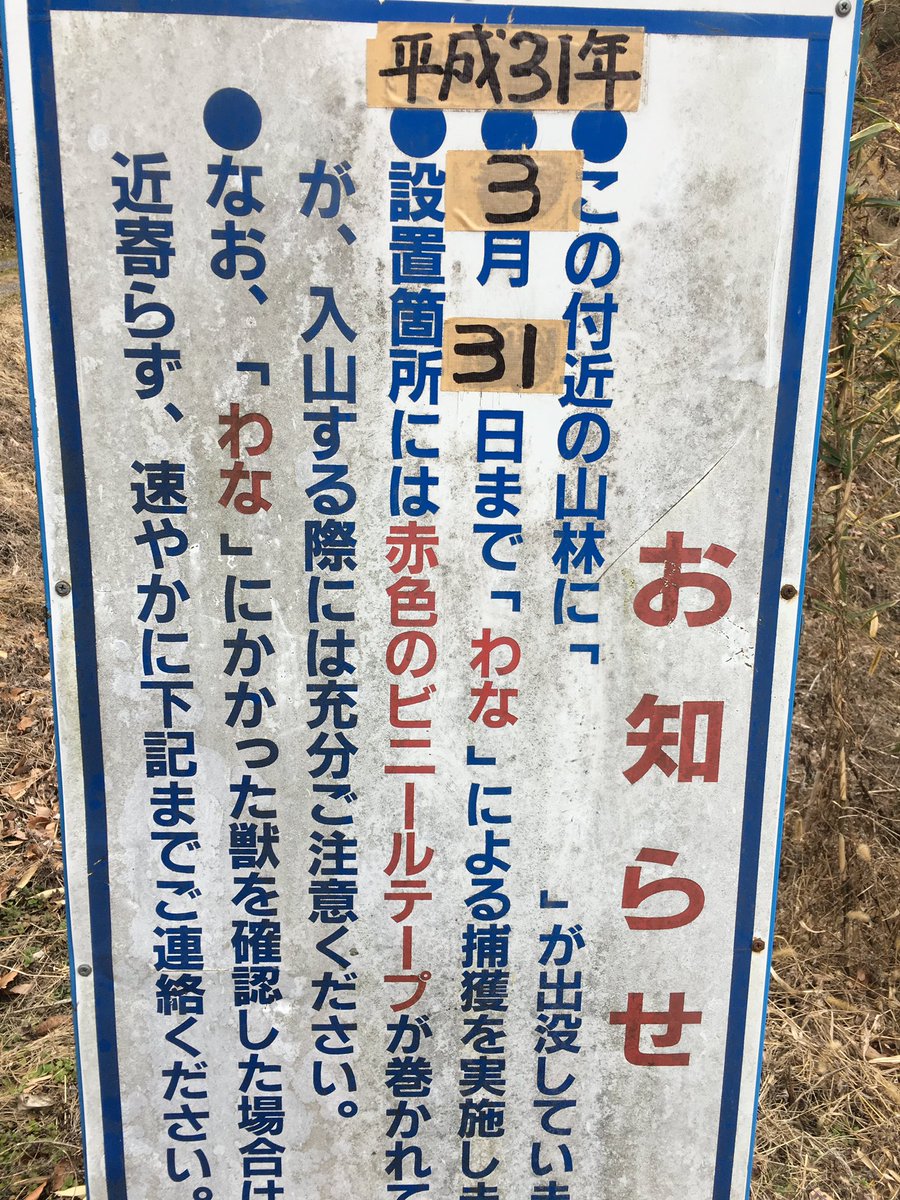 お知らせ
●この付近の山林に「　　　」が出没していま
平成31年
●3月31日まで「わな」による捕獲を実施しま
●設置箇所には赤色のビニールテープが巻かれて
が、入山する際には充分ご注意ください。
●なお、「わな」にかかった獣を確認した場合は
近寄らず、速やかに下記までご連絡ください。